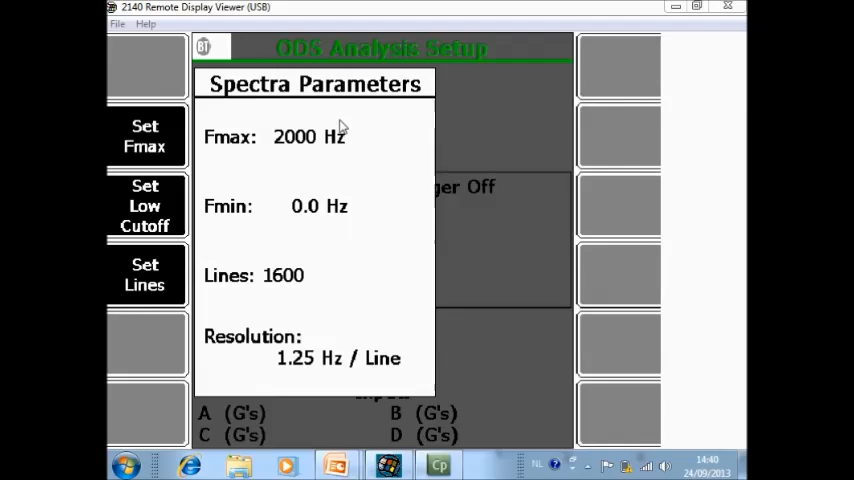 2140 Remote Display Viewer (USB)
File Help
B1
ODS Analysis Setup
Spectra Parameters
Set
Fmax
Fmax: 2000 Hz
Set
Low
Cutoff
ger Off
Fmin: 0.0 Hz
Set
Lines
Lines: 1600
Resolution:
1.25 Hz / Line
A (G's) B (G's)
C (G's) D (G's)
Cp
NL
14:40
24/09/2013